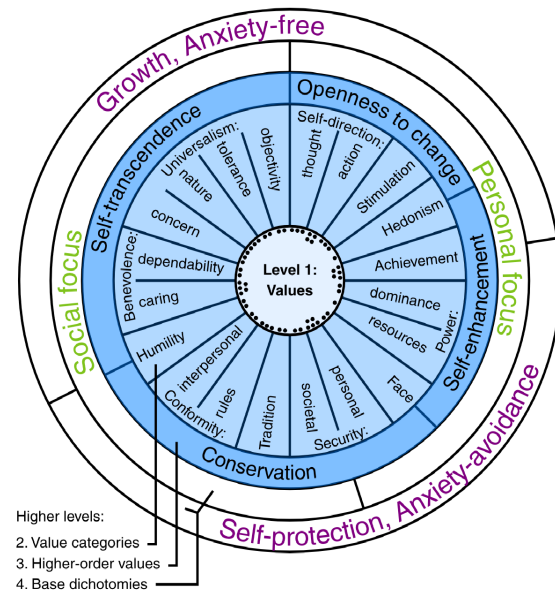 Growth, Anxiety-free
Self-protection, Anxiety-avoidance
Social focus
Personal focus
Self-transcendence
Openness to change
Self-enhancement
Conservation
Universalism:
nature
tolerance
objectivity
concern
Self-direction:
thought
action
Stimulation
Hedonism
Achievement
Power:
dominance
resources
Face
Security:
personal
societal
Tradition
Conformity:
rules
interpersonal
Humility
Benevolence:
caring
dependability
Level 1:
Values
Higher levels:
2. Value categories
3. Higher-order values
4. Base dichotomies